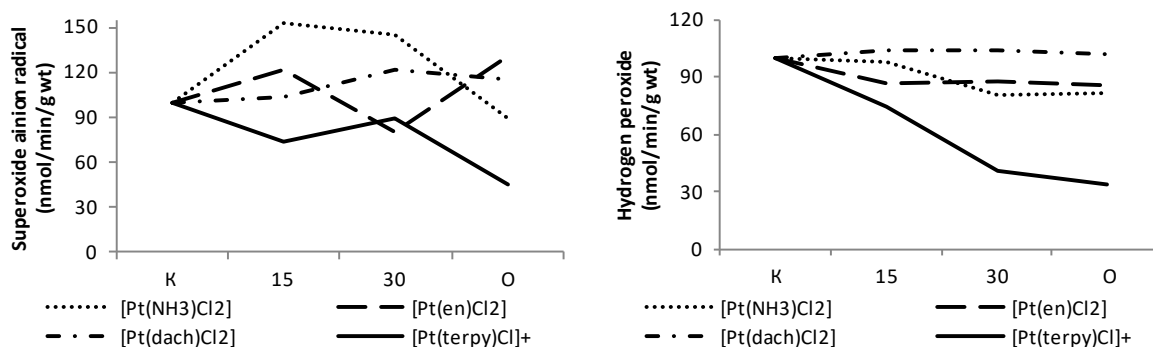 Superoxide ainion radical
(nmol/min/g wt)
150
120
90
60
30
0
K
15
30
O
[Pt(NH3)Cl2]
[Pt(en)Cl2]
[Pt(dach)Cl2]
[Pt(terpy)Cl]+
Hydrogen peroxide
(nmol/min/g wt)
120
90
60
30
0
K
15
30
O
[Pt(NH3)Cl2]
[Pt(en)Cl2]
[Pt(dach)Cl2]
[Pt(terpy)Cl]+